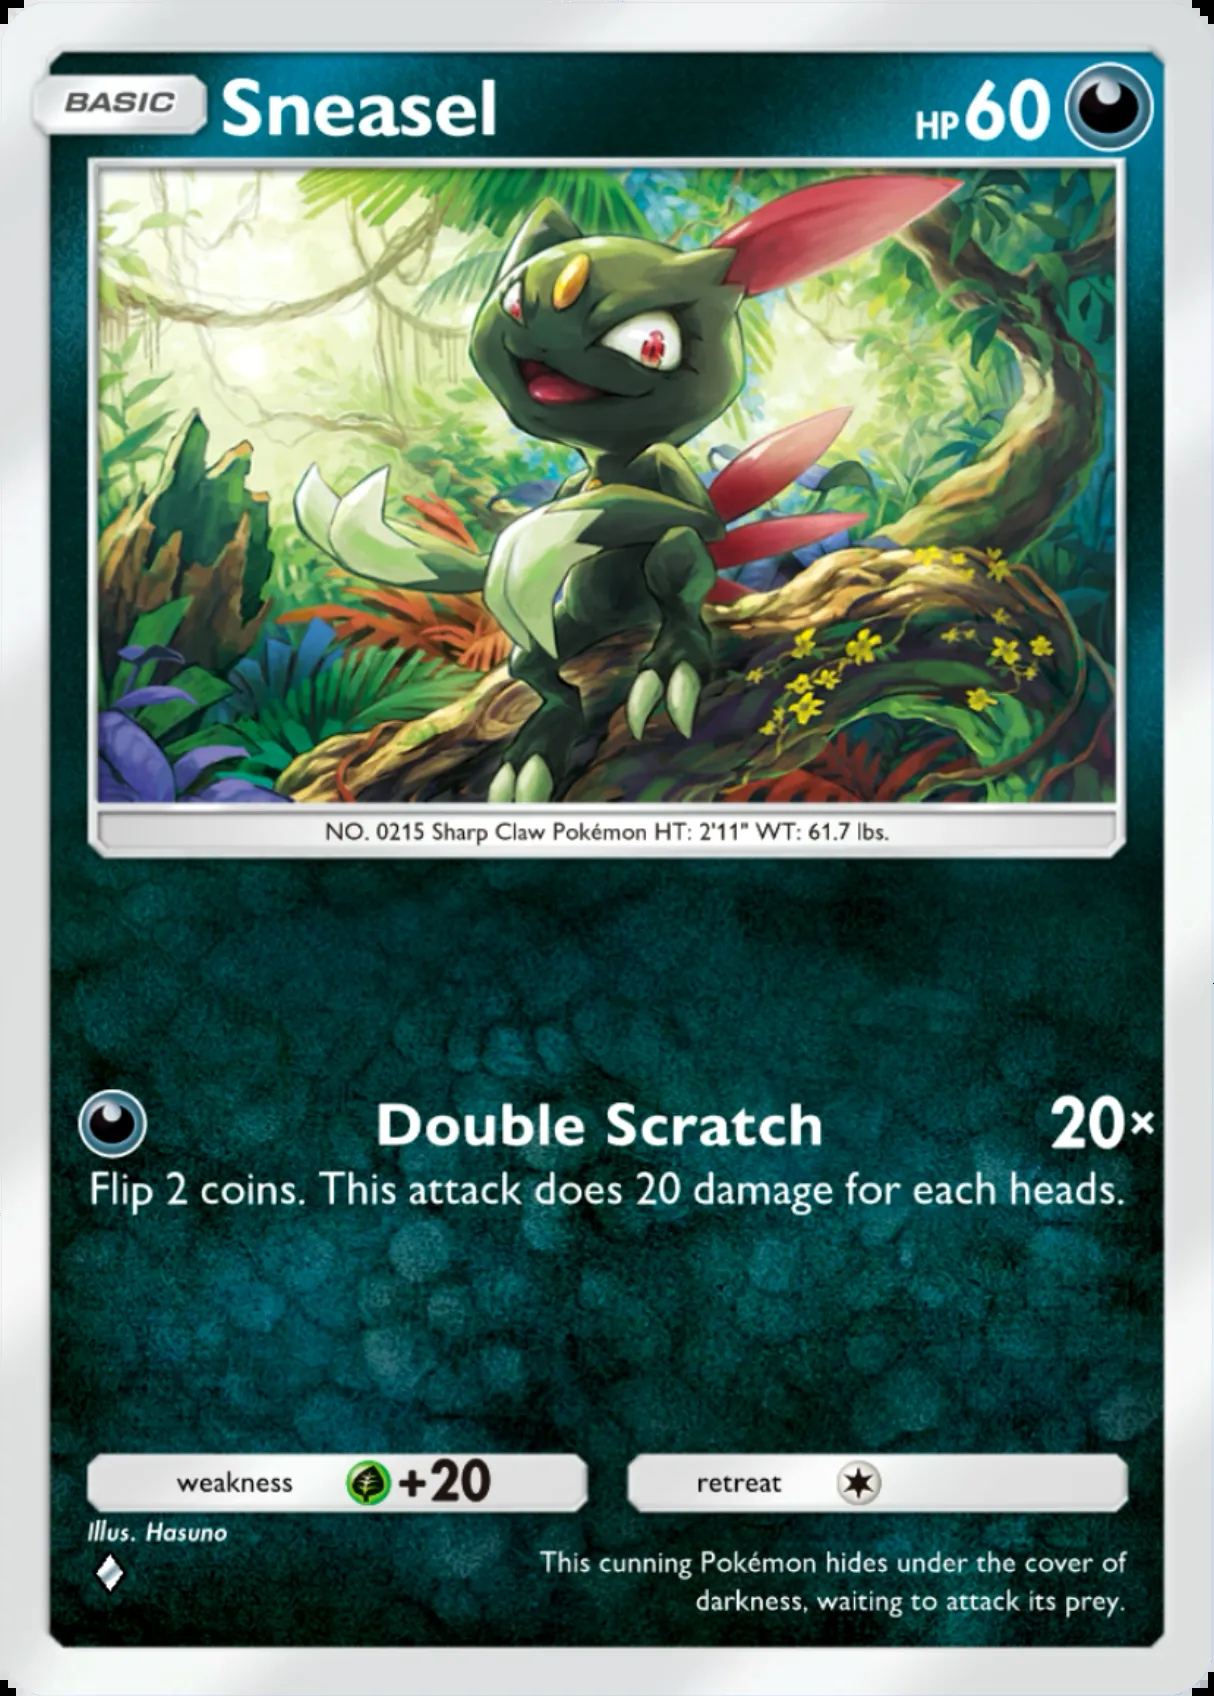 BASIC Sneasel HP 60
NO. 0215 Sharp Claw Pokémon HT: 2'11" WT: 61.7 lbs.
Double Scratch 20×
Flip 2 coins. This attack does 20 damage for each heads.
weakness +20 retreat
Illus. Hasuno
This cunning Pokémon hides under the cover of
darkness, waiting to attack its prey.